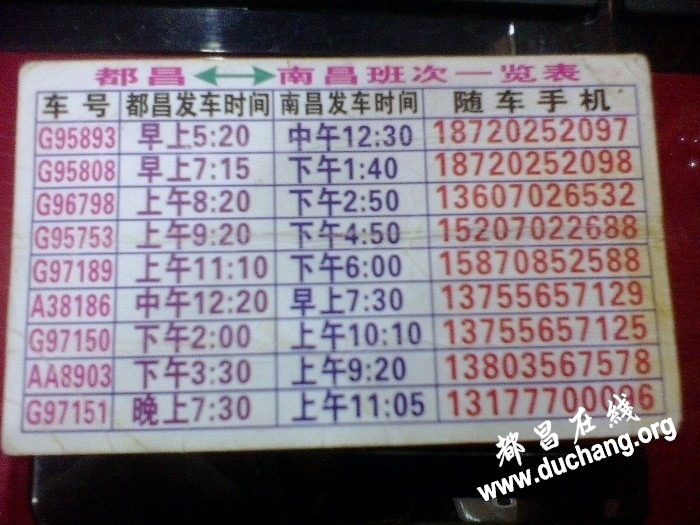 都昌 南昌班次一览表
车号 都昌发车时间 南昌发车时间 随车手机
G95893 早上5:20 中午12:30 18720252097
G95808 早上7:15 下午1:40 18720252098
G96798 上午8:20 下午2:50 13607026532
G95753 上午9:20 下午4:50 15207022688
G97189 上午11:10 下午6:00 15870852588
A38186 中午12:20 早上7:30 13755657129
G97150 下午2:00 上午10:10 13755657125
AA8903 下午3:30 上午9:20 13803567578
G97151 晚上7:30 上午11:05
都昌在线
www.duchang.org